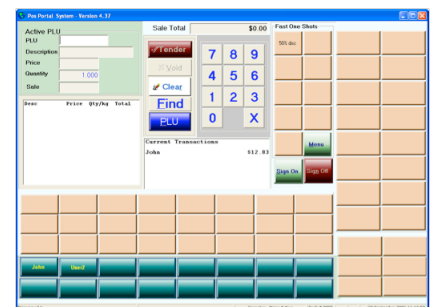 Pos Portal System - Version 4.37
Active PLU
PLU
Description
Price
Quantity 1.000
Sale
Desc Price Qty/Kg Total
Sale Total $0.00
Tender
Void
Clear
Find
PLU
7 8 9
4 5 6
1 2 3
0 X
Current Transactions
John $12.83
Fast One Shots
50% disc
Menu
Sign On Sign Off
John User2